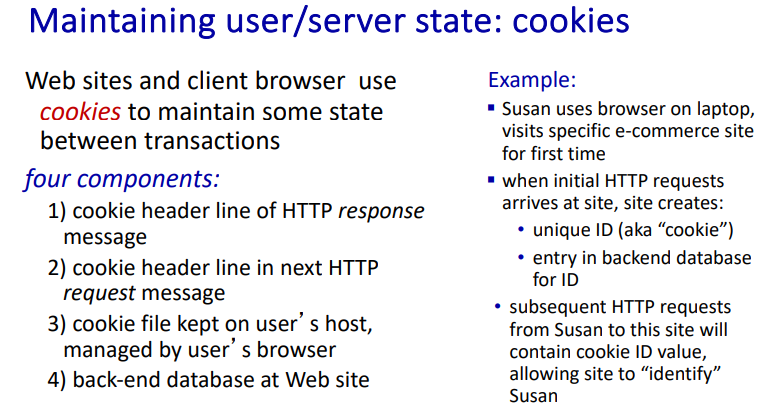 Maintaining user/server state: cookies
Web sites and client browser use
cookies to maintain some state
between transactions
four components:
1) cookie header line of HTTP response
message
2) cookie header line in next HTTP
request message
3) cookie file kept on user’s host,
managed by user’s browser
4) back-end database at Web site
Example:
▪ Susan uses browser on laptop,
visits specific e-commerce site
for first time
▪ when initial HTTP requests
arrives at site, site creates:
• unique ID (aka “cookie”)
• entry in backend database
for ID
• subsequent HTTP requests
from Susan to this site will
contain cookie ID value,
allowing site to “identify”
Susan